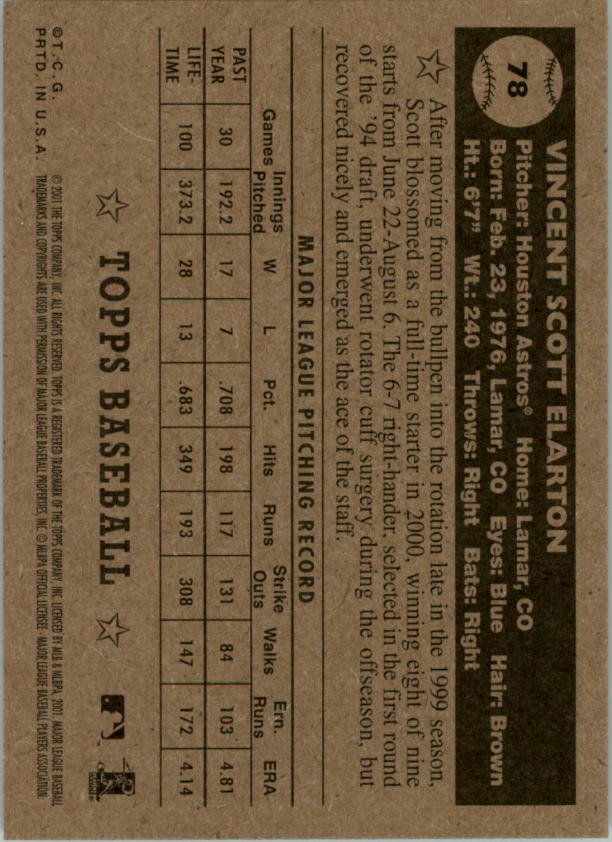 78
VINCENT SCOTT ELARTON
Pitcher: Houston Astros® Home: Lamar, CO
Born: Feb. 23, 1976, Lamar, CO Eyes: Blue Hair: Brown
Ht.: 6'7" Wt.: 240 Throws: Right Bats: Right
After moving from the bullpen into the rotation late in the 1999 season,
Scott blossomed as a full-time starter in 2000, winning eight of nine
starts from June 22-August 6. The 6-7 right-hander, selected in the first round
of the '94 draft, underwent rotator cuff surgery during the offseason, but
recovered nicely and emerged as the ace of the staff.
MAJOR LEAGUE PITCHING RECORD
Games Innings Pitched W L Pct. Hits Runs Strike Outs Walks Ern. Runs ERA
PAST YEAR 30 192.2 17 7 .708 198 117 131 84 103 4.81
LIFE-TIME 100 373.2 28 13 .683 349 193 308 147 172 4.14
TOPPS BASEBALL
©T.C.G. © 2001 THE TOPPS COMPANY, INC. ALL RIGHTS RESERVED. TOPPS IS A REGISTERED TRADEMARK OF THE TOPPS COMPANY, INC. LICENSED BY MLB & MLBPA, 2001. MAJOR LEAGUE BASEBALL
PRTD. IN U.S.A. TRADEMARKS AND COPYRIGHTS ARE USED WITH PERMISSION OF MAJOR LEAGUE BASEBALL PROPERTIES, INC. © MLBPA OFFICIAL LICENSEE - MAJOR LEAGUE BASEBALL PLAYERS ASSOCIATION.